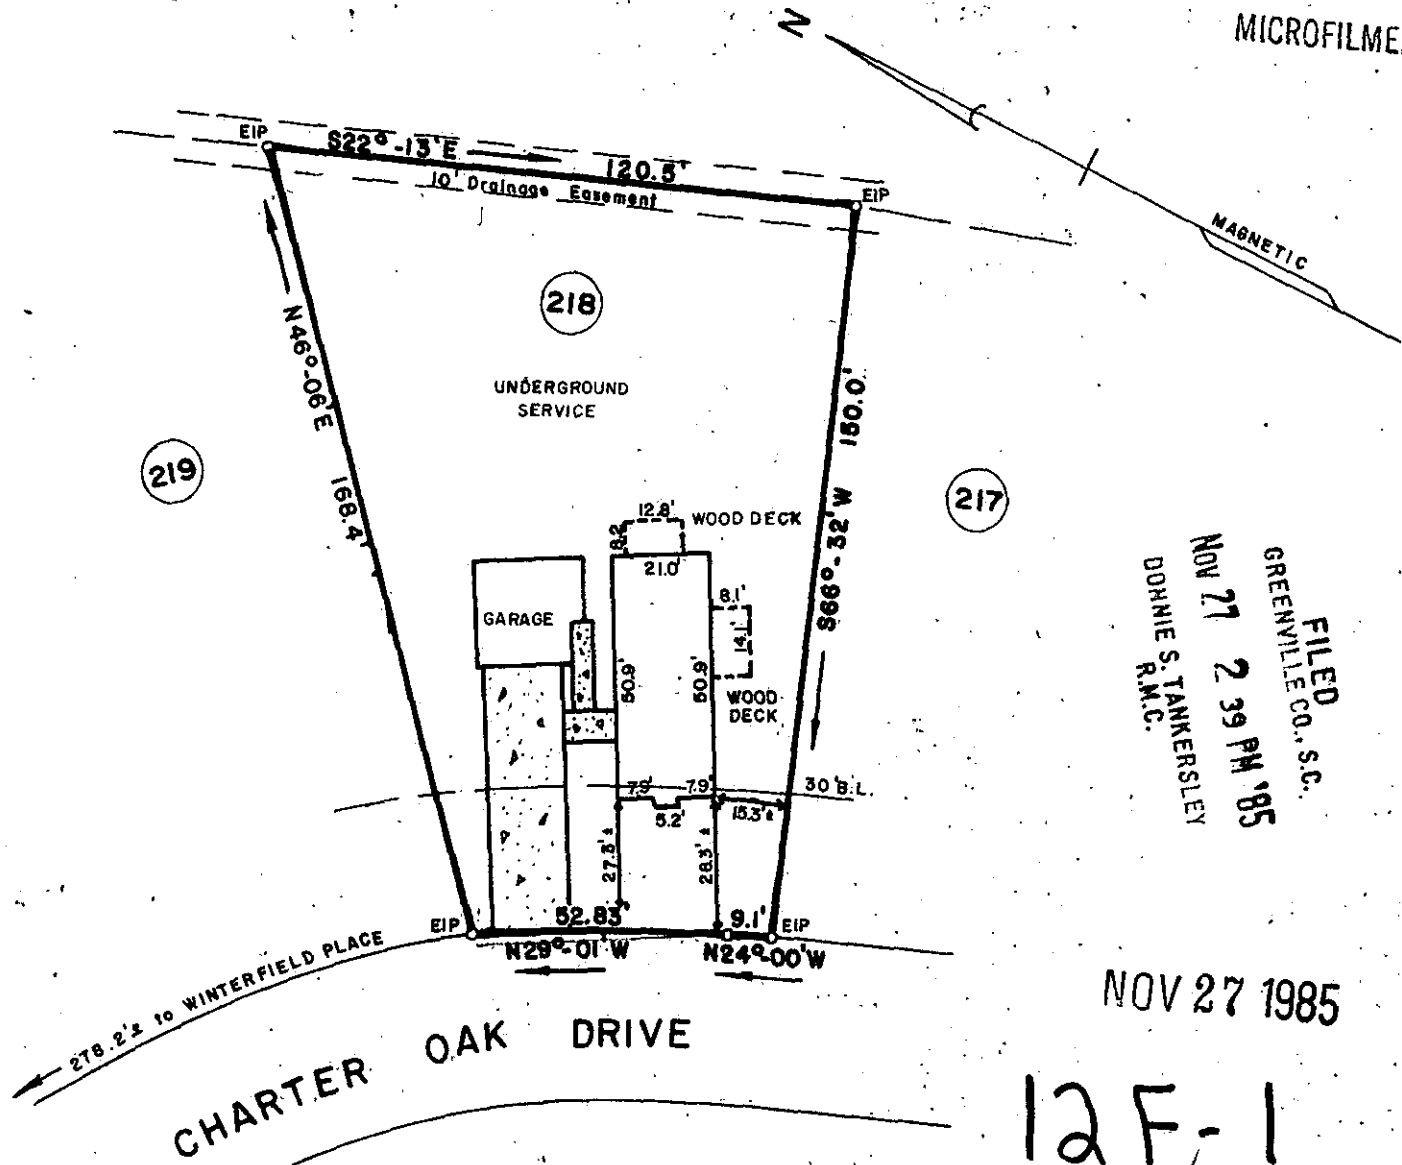 MICROFILME
N
MAGNETIC
EIP
S22°-13'E
120.5'
10' Drainage Easement
EIP
218
UNDERGROUND
SERVICE
N46°-06'E
168.4'
219
150.0'
S66°-32'W
217
12.8'
8.2'
WOOD DECK
21.0'
8.1'
14.1'
GARAGE
50.9'
50.9'
WOOD
DECK
30' B.L.
7.9'
7.9'
5.2'
15.3'±
27.3'±
28.3'±
EIP
52.83'
9.1'
EIP
N29°-01'W
N24°-00'W
278.2'± to WINTERFIELD PLACE
CHARTER OAK DRIVE
FILED
GREENVILLE CO., S.C.
NOV 27 2 39 PM '85
DONNIE S. TANKERSLEY
R.M.C.
NOV 27 1985
12F-1